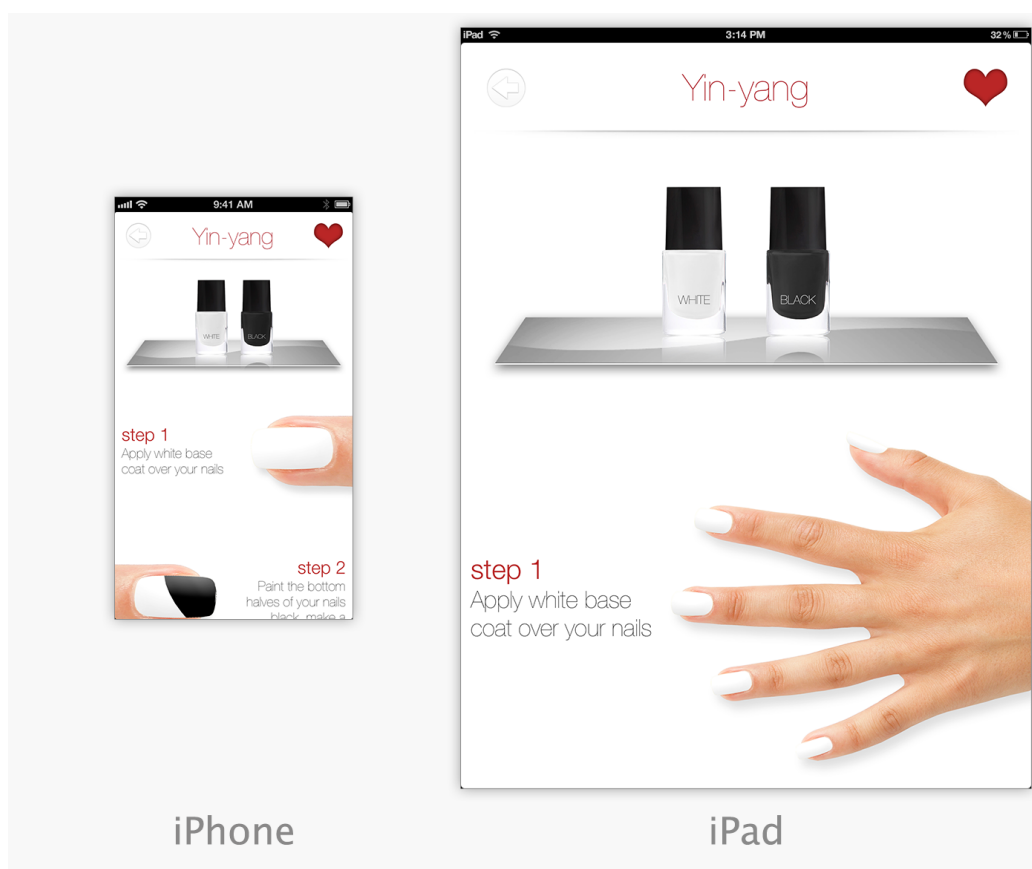 9:41 AM
Yin-yang
WHITE
BLACK
step 1
Apply white base
coat over your nails
step 2
Paint the bottom
halves of your nails
black, make a
iPhone
iPad
3:14 PM
32%
Yin-yang
WHITE
BLACK
step 1
Apply white base
coat over your nails
iPad